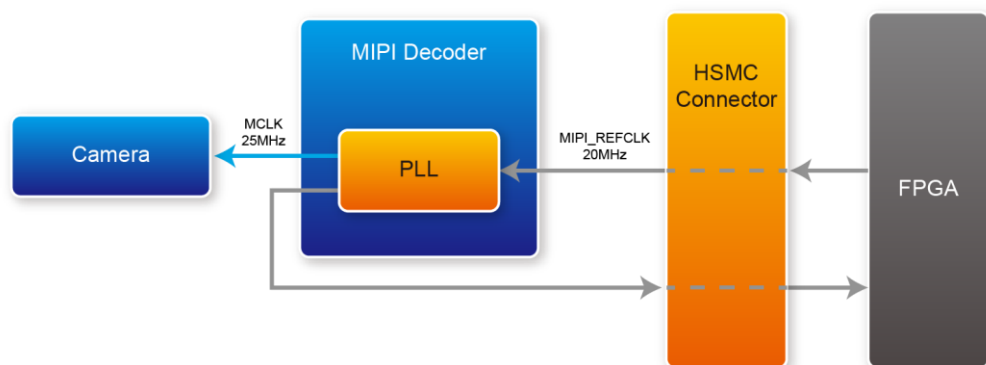 MIPI Decoder
HSMC
Connector
MCLK
25MHz
MIPI_REFCLK
20MHz
Camera
PLL
FPGA